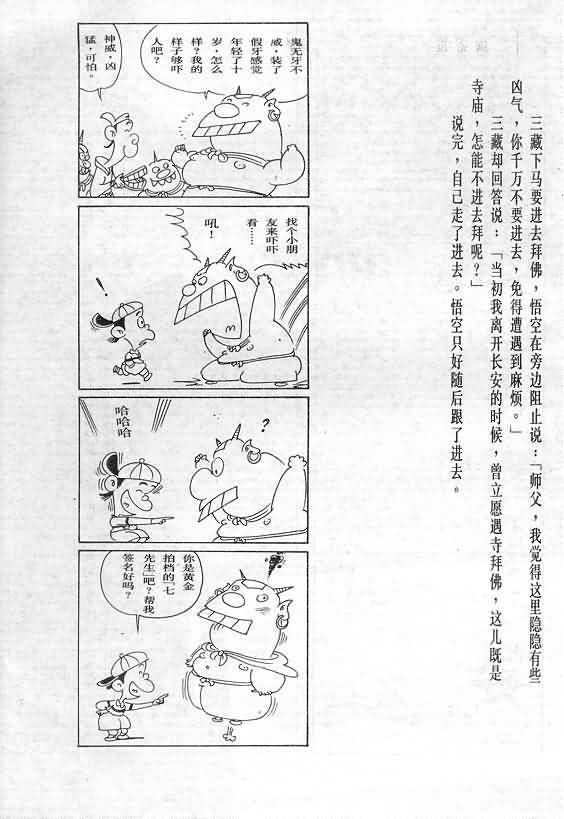 三藏下马要进去拜佛，悟空在旁边阻止说：「师父，我觉得这里隐隐有些
凶气，你千万不要进去，免得遭遇到麻烦。」
三藏却回答说：「当初我离开长安的时候，曾立愿遇寺拜佛，这儿既是
寺庙，怎能不进去拜呢？」
说完，自己走了进去。悟空只好随后跟了进去。
鬼无牙不
威，装了
假牙感觉
年轻了十
岁，怎么
样？我的
样子够吓
人吧？
神威，凶
猛，可怕。
找个小朋
友来吓吓
看……
吼！
！
？
哈哈哈
你是黄金
拍档的「七
先生」吧？帮我
签名好吗？